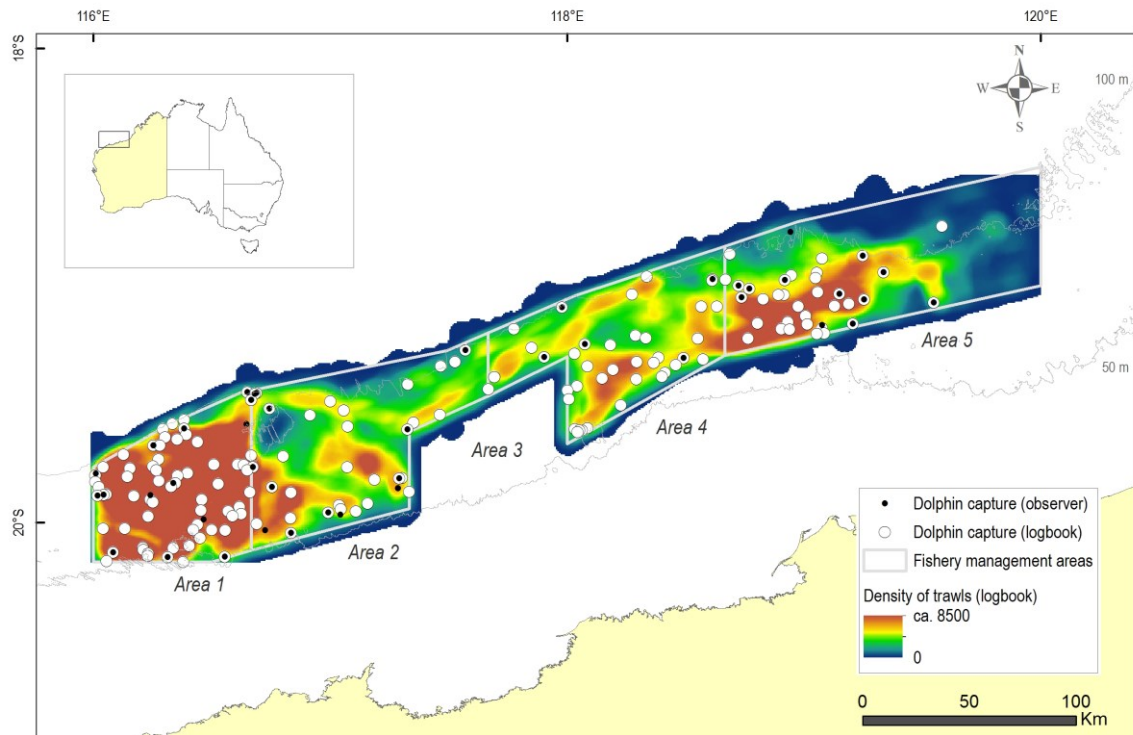 116°E
118°E
120°E
18°S
N
W
E
S
100 m
50 m
Area 5
Area 4
Area 3
Area 2
Area 1
20°S
Dolphin capture (observer)
Dolphin capture (logbook)
Fishery management areas
Density of trawls (logbook)
ca. 8500
0
0
50
100
Km